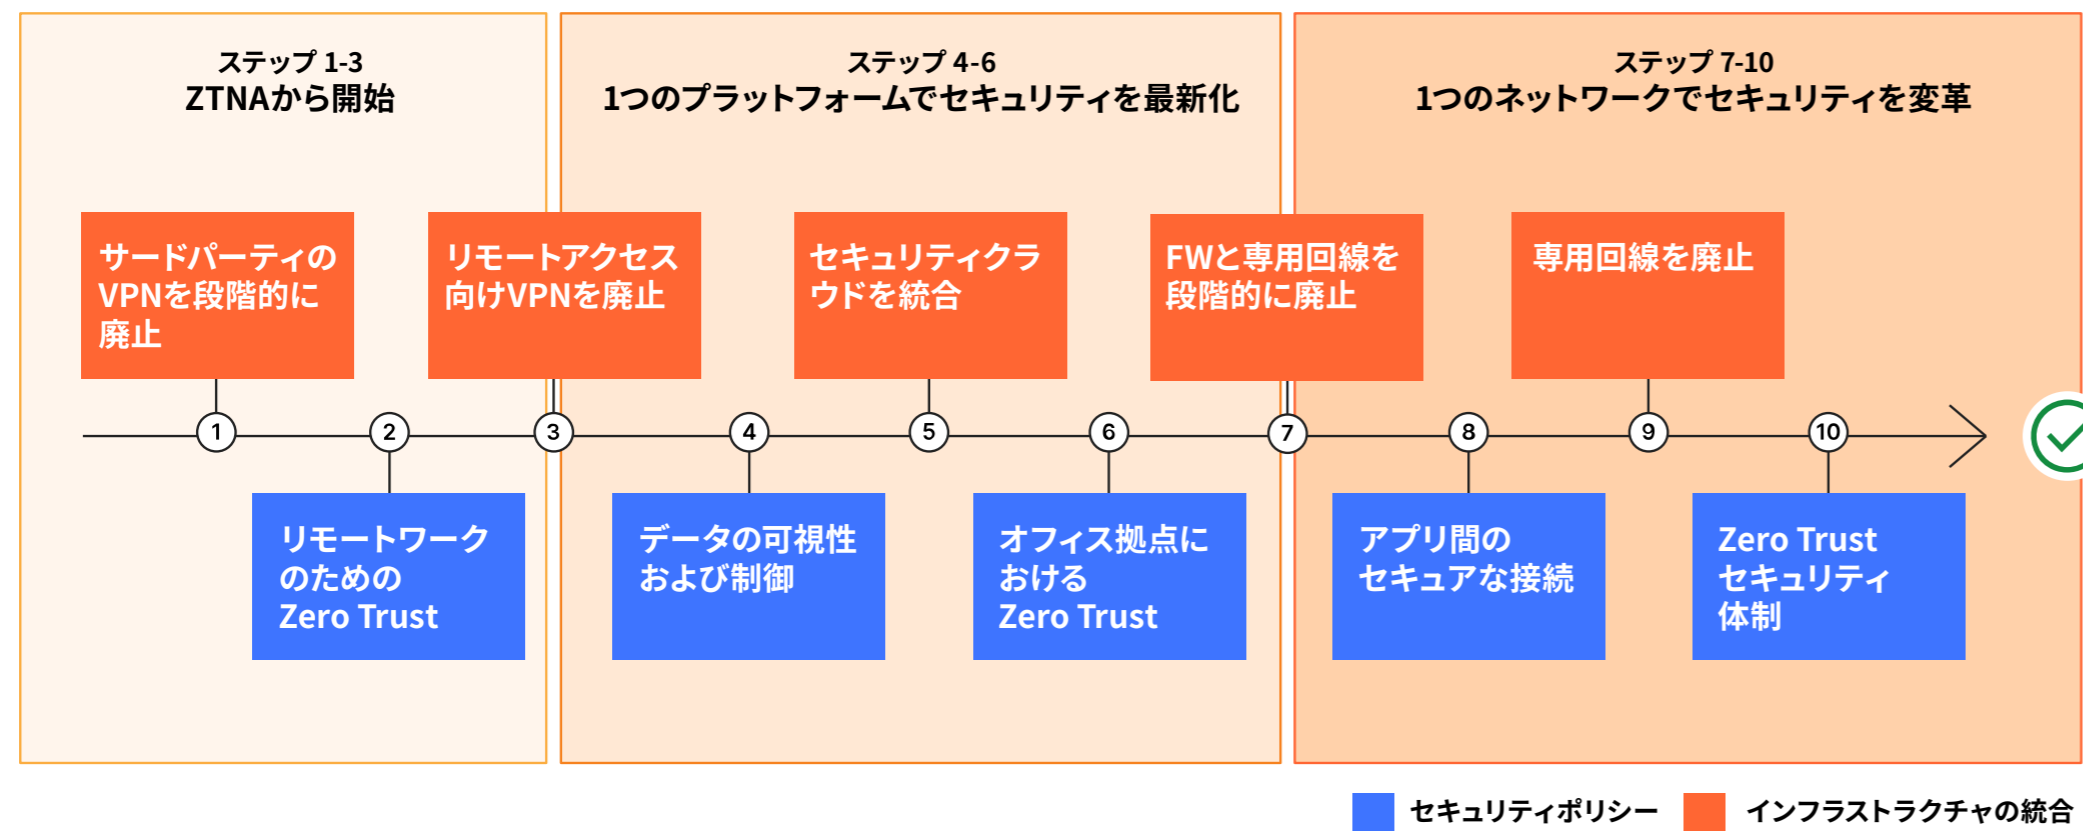 ステップ 1-3
ZTNAから開始
ステップ 4-6
1つのプラットフォームでセキュリティを最新化
ステップ 7-10
1つのネットワークでセキュリティを変革
サードパーティの
VPNを段階的に
廃止
リモートアクセス
向けVPNを廃止
セキュリティクラ
ウドを統合
FWと専用回線を
段階的に廃止
専用回線を廃止
1
2
3
4
5
6
7
8
9
10
リモートワーク
のための
Zero Trust
データの可視性
および制御
オフィス拠点に
おける
Zero Trust
アプリ間の
セキュアな接続
Zero Trust
セキュリティ
体制
セキュリティポリシー
インフラストラクチャの統合